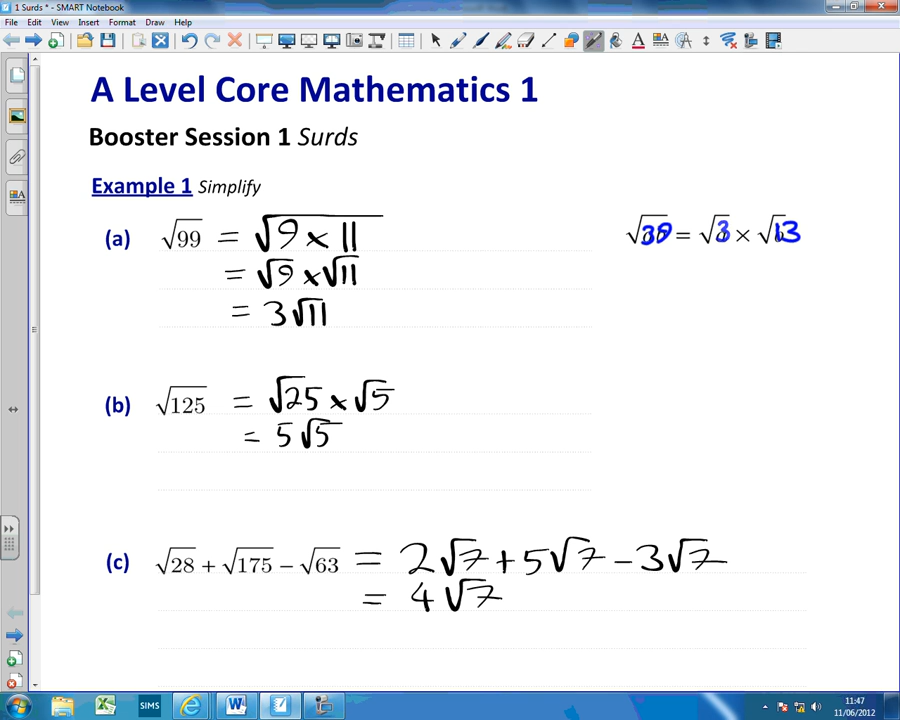 1 Surds * - SMART Notebook
File Edit View Insert Format Draw Help
A Level Core Mathematics 1
Booster Session 1 Surds
Example 1 Simplify
(a) √99 = √9 × 11
√39 = √3 × √13
= √9 × √11
= 3√11
(b) √125 = √25 × √5
= 5√5
(c) √28 + √175 − √63 = 2√7 + 5√7 − 3√7
= 4√7
SIMS
11:47
11/06/2012